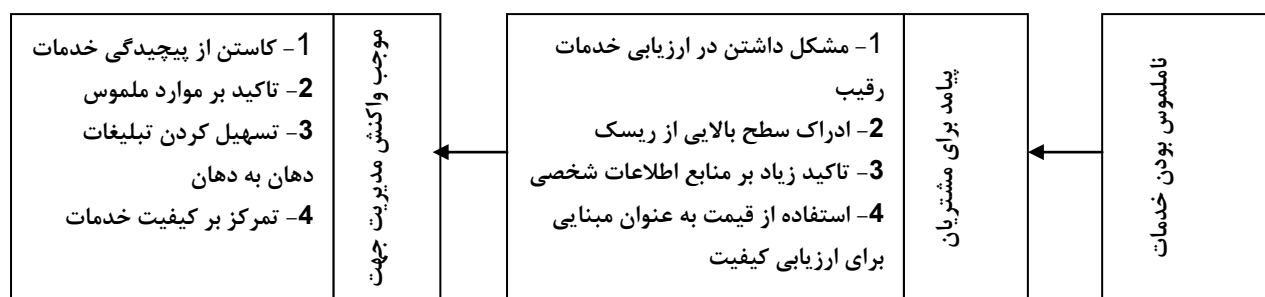 ناملموس بودن خدمات
پیامد برای مشتریان
1- مشکل داشتن در ارزیابی خدمات
رقیب
2- ادراک سطح بالایی از ریسک
3- تاکید زیاد بر منابع اطلاعات شخصی
4- استفاده از قیمت به عنوان مبنایی
برای ارزیابی کیفیت
موجب واکنش مدیریت جهت
1- کاستن از پیچیدگی خدمات
2- تاکید بر موارد ملموس
3- تسهیل کردن تبلیغات
دهان به دهان
4- تمرکز بر کیفیت خدمات